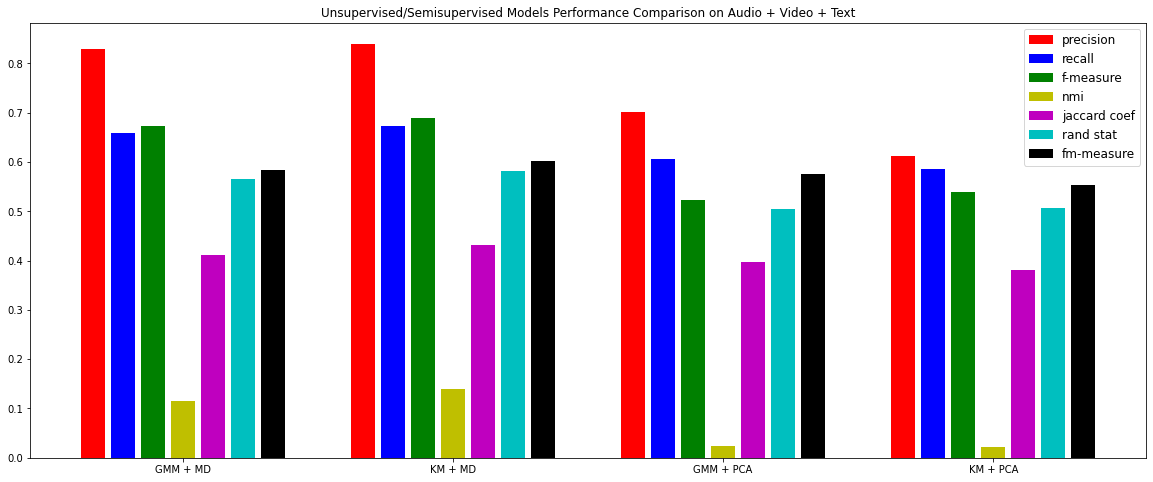 Unsupervised/Semisupervised Models Performance Comparison on Audio + Video + Text
precision
recall
f-measure
nmi
jaccard coef
rand stat
fm-measure
0.8
0.7
0.6
0.5
0.4
0.3
0.2
0.1
0.0
GMM + MD
KM + MD
GMM + PCA
KM + PCA